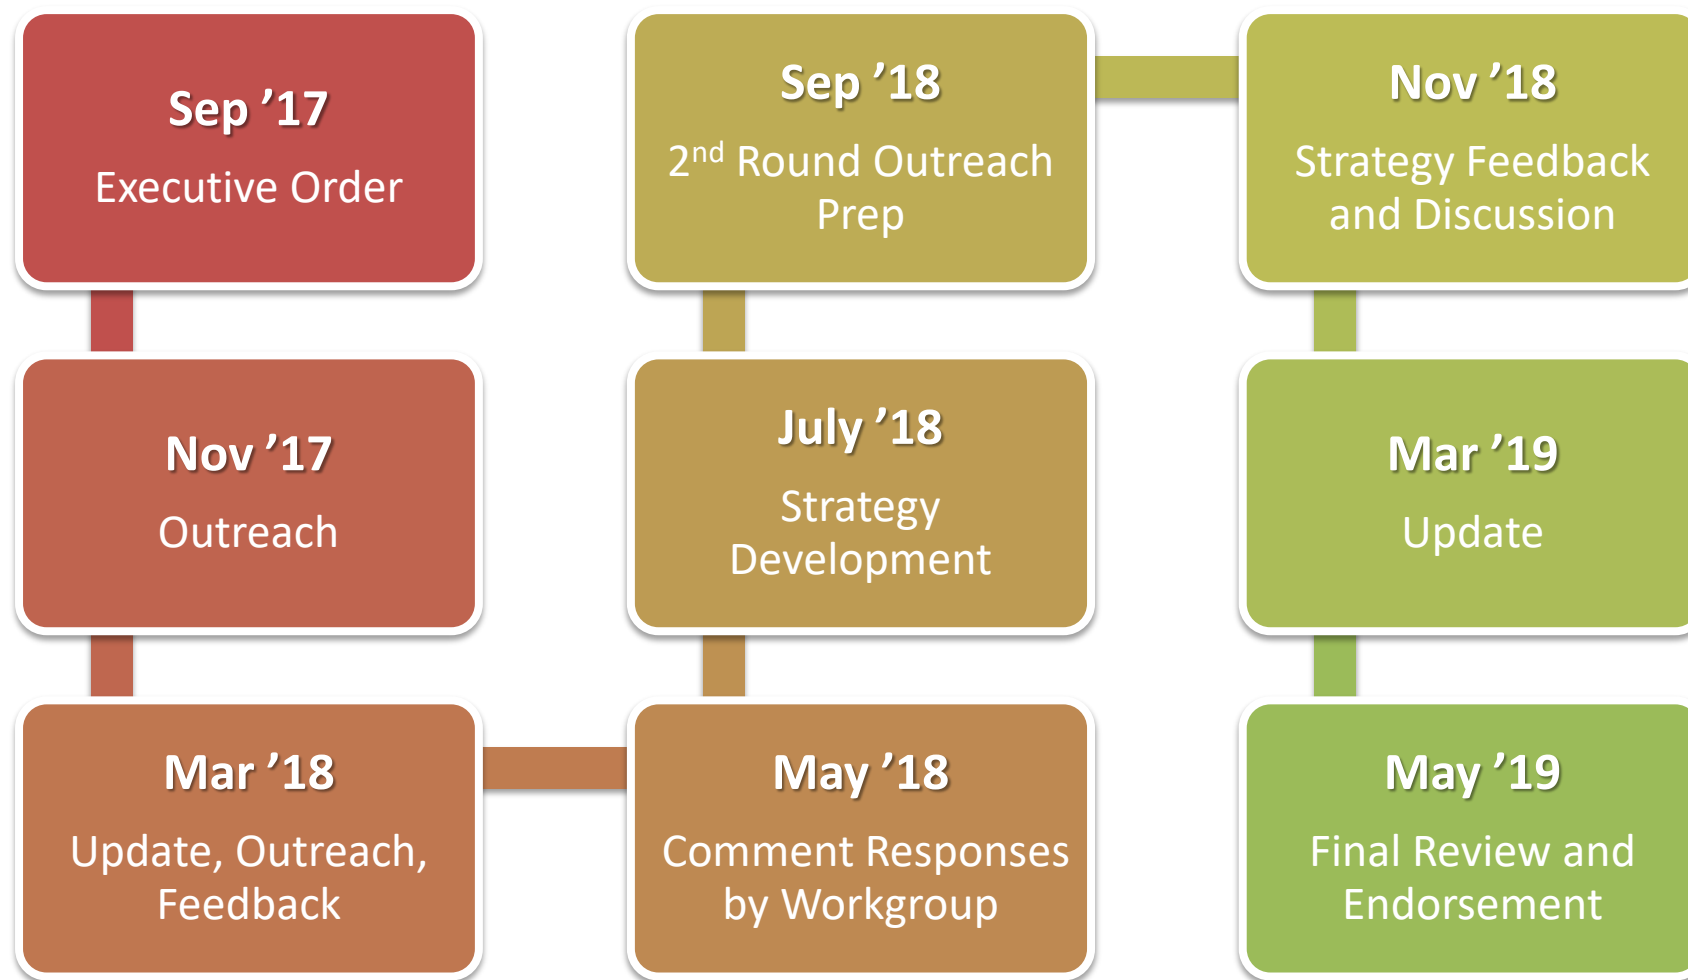 Sep ’17
Executive Order
Nov ’17
Outreach
Mar ’18
Update, Outreach,
Feedback
May ’18
Comment Responses
by Workgroup
July ’18
Strategy
Development
Sep ’18
2nd Round Outreach
Prep
Nov ’18
Strategy Feedback
and Discussion
Mar ’19
Update
May ’19
Final Review and
Endorsement